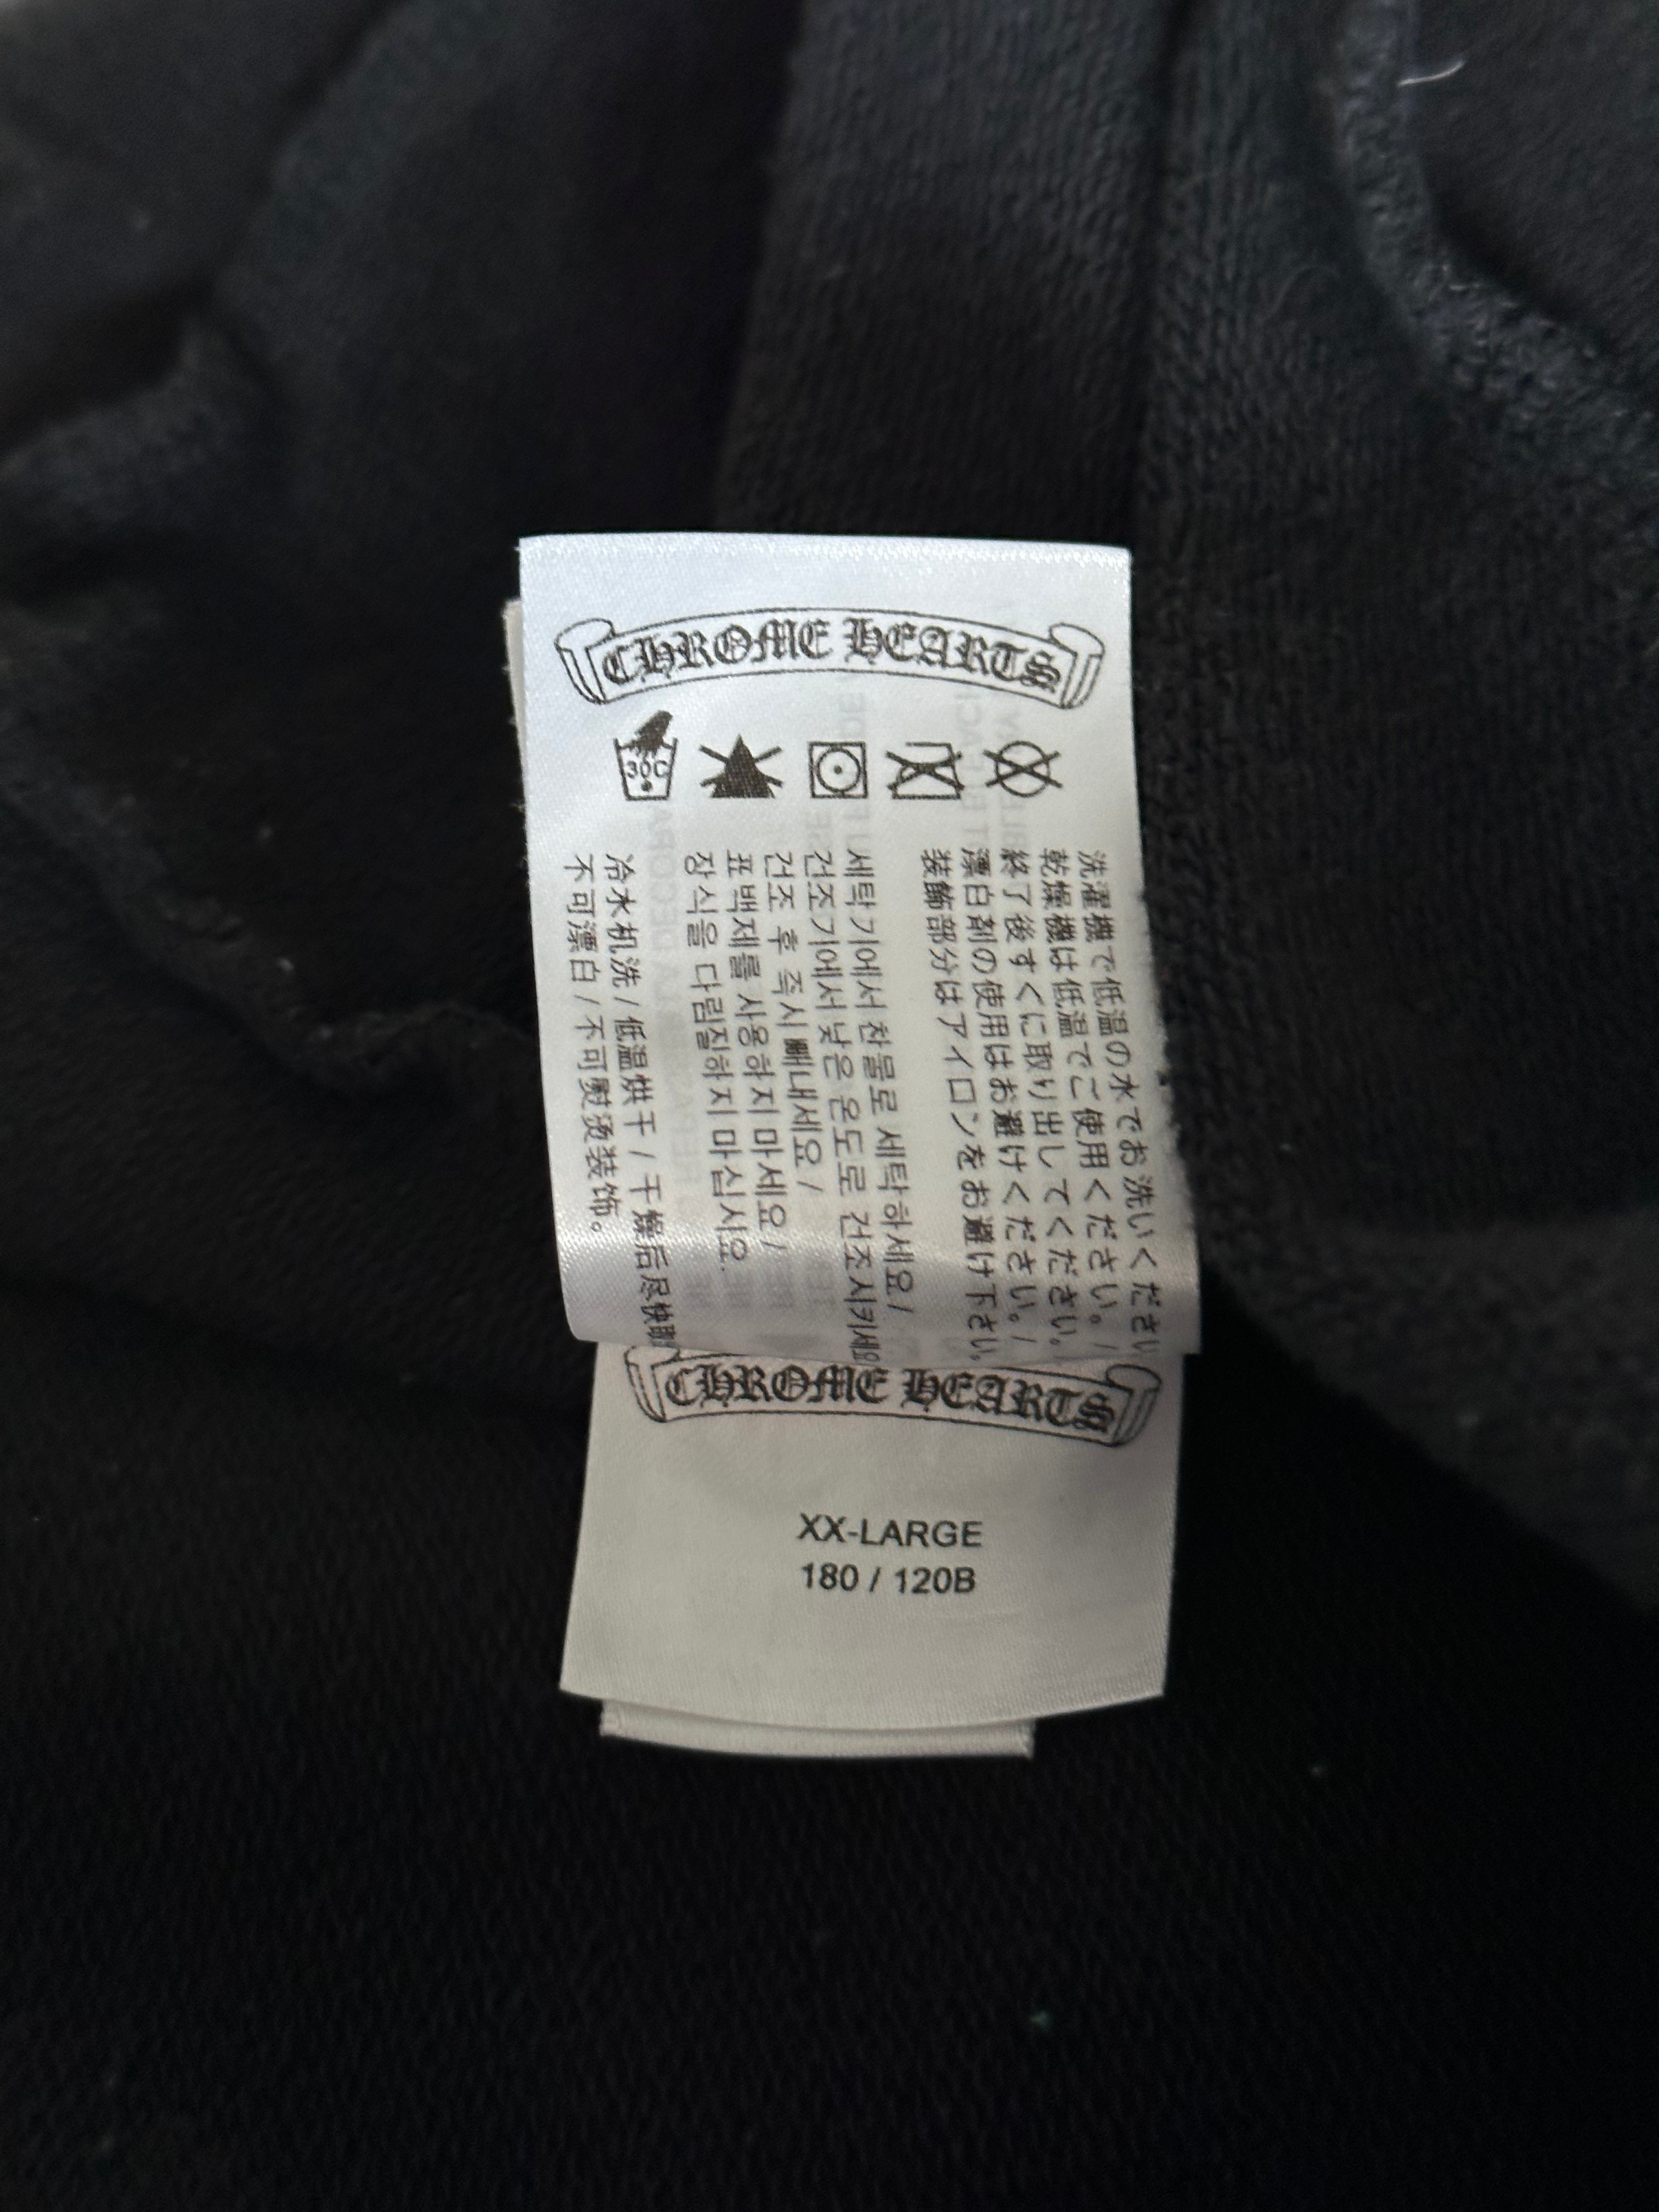 CHROME HEARTS
30C
洗濯機で低温の水でお洗いください
乾燥機は低温でご使用ください。/
終了後すぐに取り出してください。/
漂白剤の使用はお避けください。/
装飾部分はアイロンをお避け下さい。
세탁기에서 찬물로 세탁하세요/
건조기에서 낮은 온도로 건조시키세요
건조 후 즉시 빼내세요/
표백제를 사용하지 마세요/
장식을 다림질하지 마십시요.
冷水机洗/低温烘干/干燥后尽快取
不可漂白/不可熨烫装饰。
CHROME HEARTS
XX-LARGE
180 / 120B